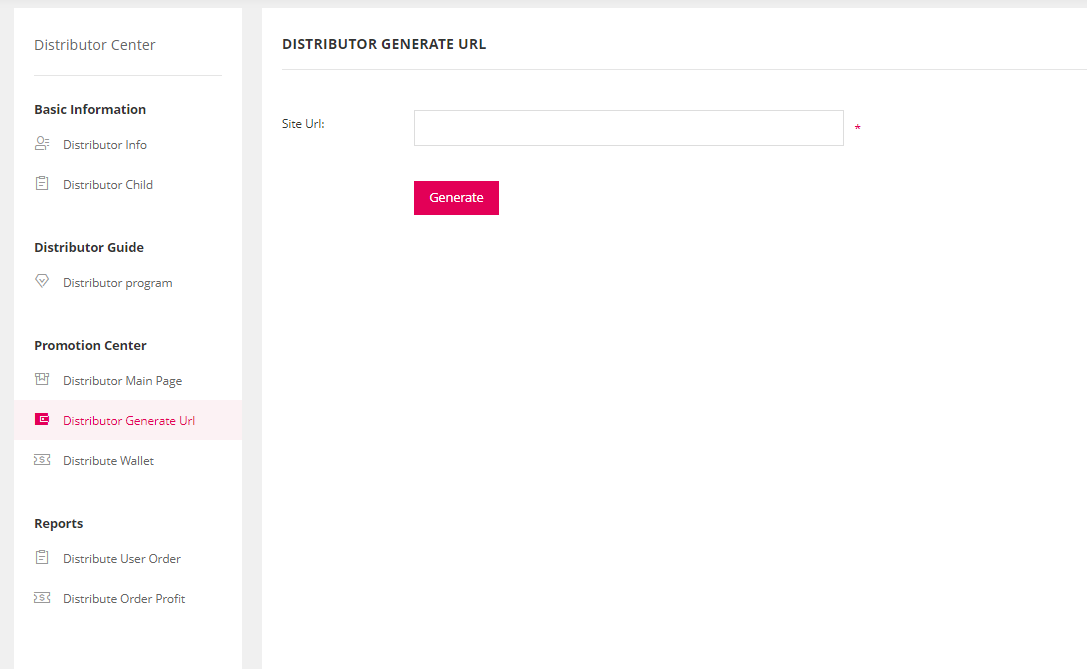 Distributor Center
Basic Information
Distributor Info
Distributor Child
Distributor Guide
Distributor program
Promotion Center
Distributor Main Page
Distributor Generate Url
Distribute Wallet
Reports
Distribute User Order
Distribute Order Profit
DISTRIBUTOR GENERATE URL
Site Url:
*
Generate